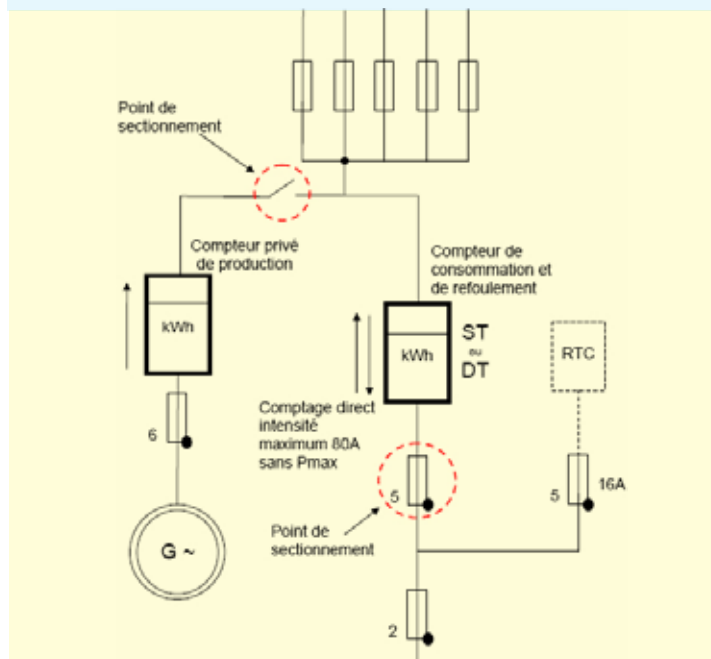 Point de
sectionnement
Compteur privé
de production
kWh
6
G ~
Compteur de
consommation et
de refoulement
kWh
ST
ou
DT
RTC
Comptage direct
intensité
maximum 80A
sans Pmax
5
5
16A
Point de
sectionnement
2